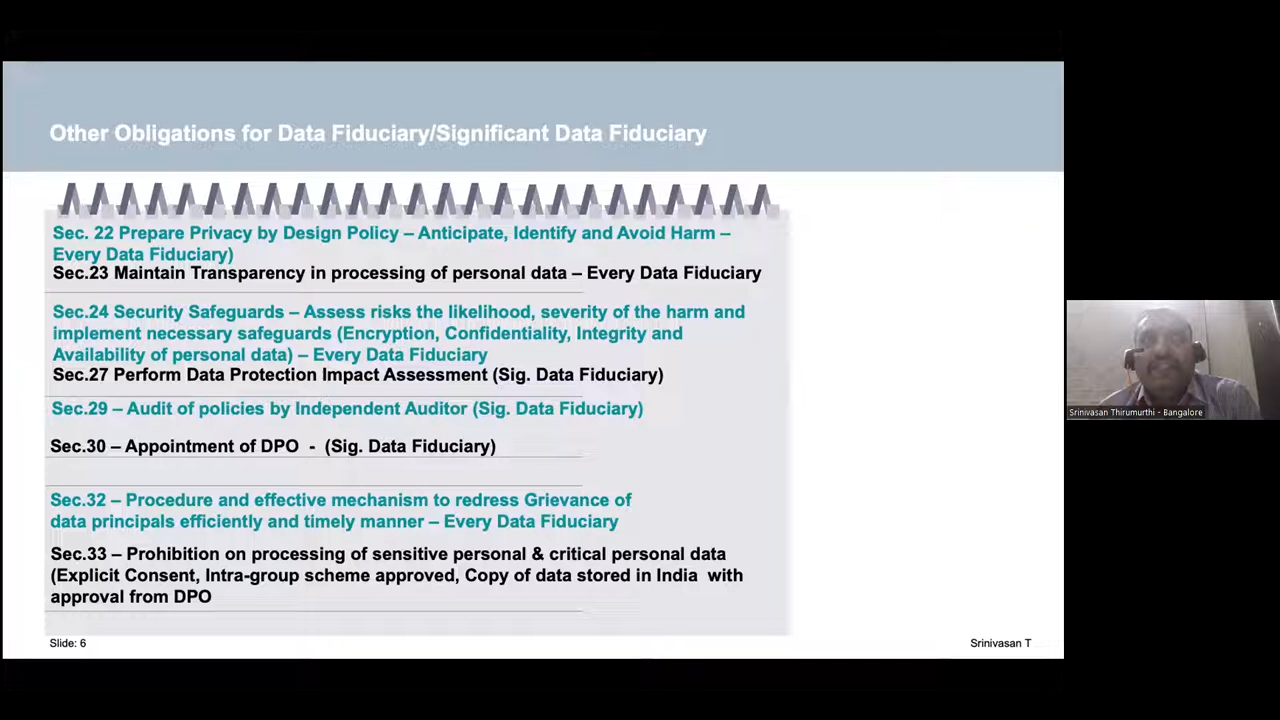 Other Obligations for Data Fiduciary/Significant Data Fiduciary
Sec. 22 Prepare Privacy by Design Policy – Anticipate, Identify and Avoid Harm –
Every Data Fiduciary)
Sec.23 Maintain Transparency in processing of personal data – Every Data Fiduciary
Sec.24 Security Safeguards – Assess risks the likelihood, severity of the harm and
implement necessary safeguards (Encryption, Confidentiality, Integrity and
Availability of personal data) – Every Data Fiduciary
Sec.27 Perform Data Protection Impact Assessment (Sig. Data Fiduciary)
Sec.29 – Audit of policies by Independent Auditor (Sig. Data Fiduciary)
Sec.30 – Appointment of DPO - (Sig. Data Fiduciary)
Sec.32 – Procedure and effective mechanism to redress Grievance of
data principals efficiently and timely manner – Every Data Fiduciary
Sec.33 – Prohibition on processing of sensitive personal & critical personal data
(Explicit Consent, Intra-group scheme approved, Copy of data stored in India with
approval from DPO
Slide: 6
Srinivasan T
Srinivasan Thirumurthi - Bangalore